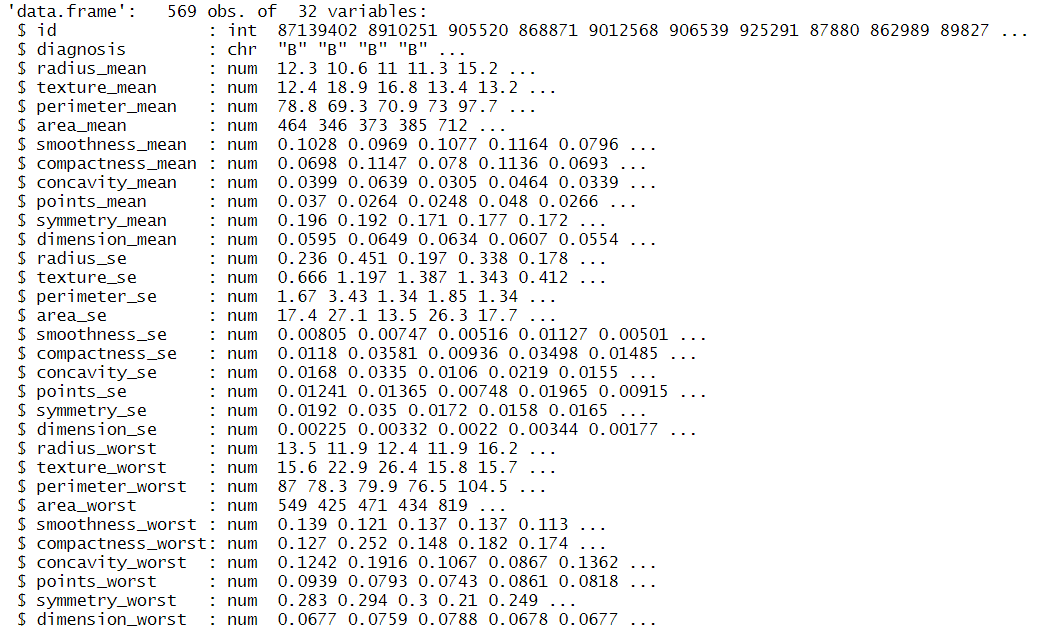 'data.frame':   569 obs. of  32 variables:
 $ id               : int  87139402 8910251 905520 868871 9012568 906539 925291 87880 862989 89827 ...
 $ diagnosis        : chr  "B" "B" "B" "B" ...
 $ radius_mean      : num  12.3 10.6 11 11.3 15.2 ...
 $ texture_mean     : num  12.4 18.9 16.8 13.4 13.2 ...
 $ perimeter_mean   : num  78.8 69.3 70.9 73 97.7 ...
 $ area_mean        : num  464 346 373 385 712 ...
 $ smoothness_mean  : num  0.1028 0.0969 0.1077 0.1164 0.0796 ...
 $ compactness_mean : num  0.0698 0.1147 0.078 0.1136 0.0693 ...
 $ concavity_mean   : num  0.0399 0.0639 0.0305 0.0464 0.0339 ...
 $ points_mean      : num  0.037 0.0264 0.0248 0.048 0.0266 ...
 $ symmetry_mean    : num  0.196 0.192 0.171 0.177 0.172 ...
 $ dimension_mean   : num  0.0595 0.0649 0.0634 0.0607 0.0554 ...
 $ radius_se        : num  0.236 0.451 0.197 0.338 0.178 ...
 $ texture_se       : num  0.666 1.197 1.387 1.343 0.412 ...
 $ perimeter_se     : num  1.67 3.43 1.34 1.85 1.34 ...
 $ area_se          : num  17.4 27.1 13.5 26.3 17.7 ...
 $ smoothness_se    : num  0.00805 0.00747 0.00516 0.01127 0.00501 ...
 $ compactness_se   : num  0.0118 0.03581 0.00936 0.03498 0.01485 ...
 $ concavity_se     : num  0.0168 0.0335 0.0106 0.0219 0.0155 ...
 $ points_se        : num  0.01241 0.01365 0.00748 0.01965 0.00915 ...
 $ symmetry_se      : num  0.0192 0.035 0.0172 0.0158 0.0165 ...
 $ dimension_se     : num  0.00225 0.00332 0.0022 0.00344 0.00177 ...
 $ radius_worst     : num  13.5 11.9 12.4 11.9 16.2 ...
 $ texture_worst    : num  15.6 22.9 26.4 15.8 15.7 ...
 $ perimeter_worst  : num  87 78.3 79.9 76.5 104.5 ...
 $ area_worst       : num  549 425 471 434 819 ...
 $ smoothness_worst : num  0.139 0.121 0.137 0.137 0.113 ...
 $ compactness_worst: num  0.127 0.252 0.148 0.182 0.174 ...
 $ concavity_worst  : num  0.1242 0.1916 0.1067 0.0867 0.1362 ...
 $ points_worst     : num  0.0939 0.0793 0.0743 0.0861 0.0818 ...
 $ symmetry_worst   : num  0.283 0.294 0.3 0.21 0.249 ...
 $ dimension_worst  : num  0.0677 0.0759 0.0788 0.0678 0.0677 ...